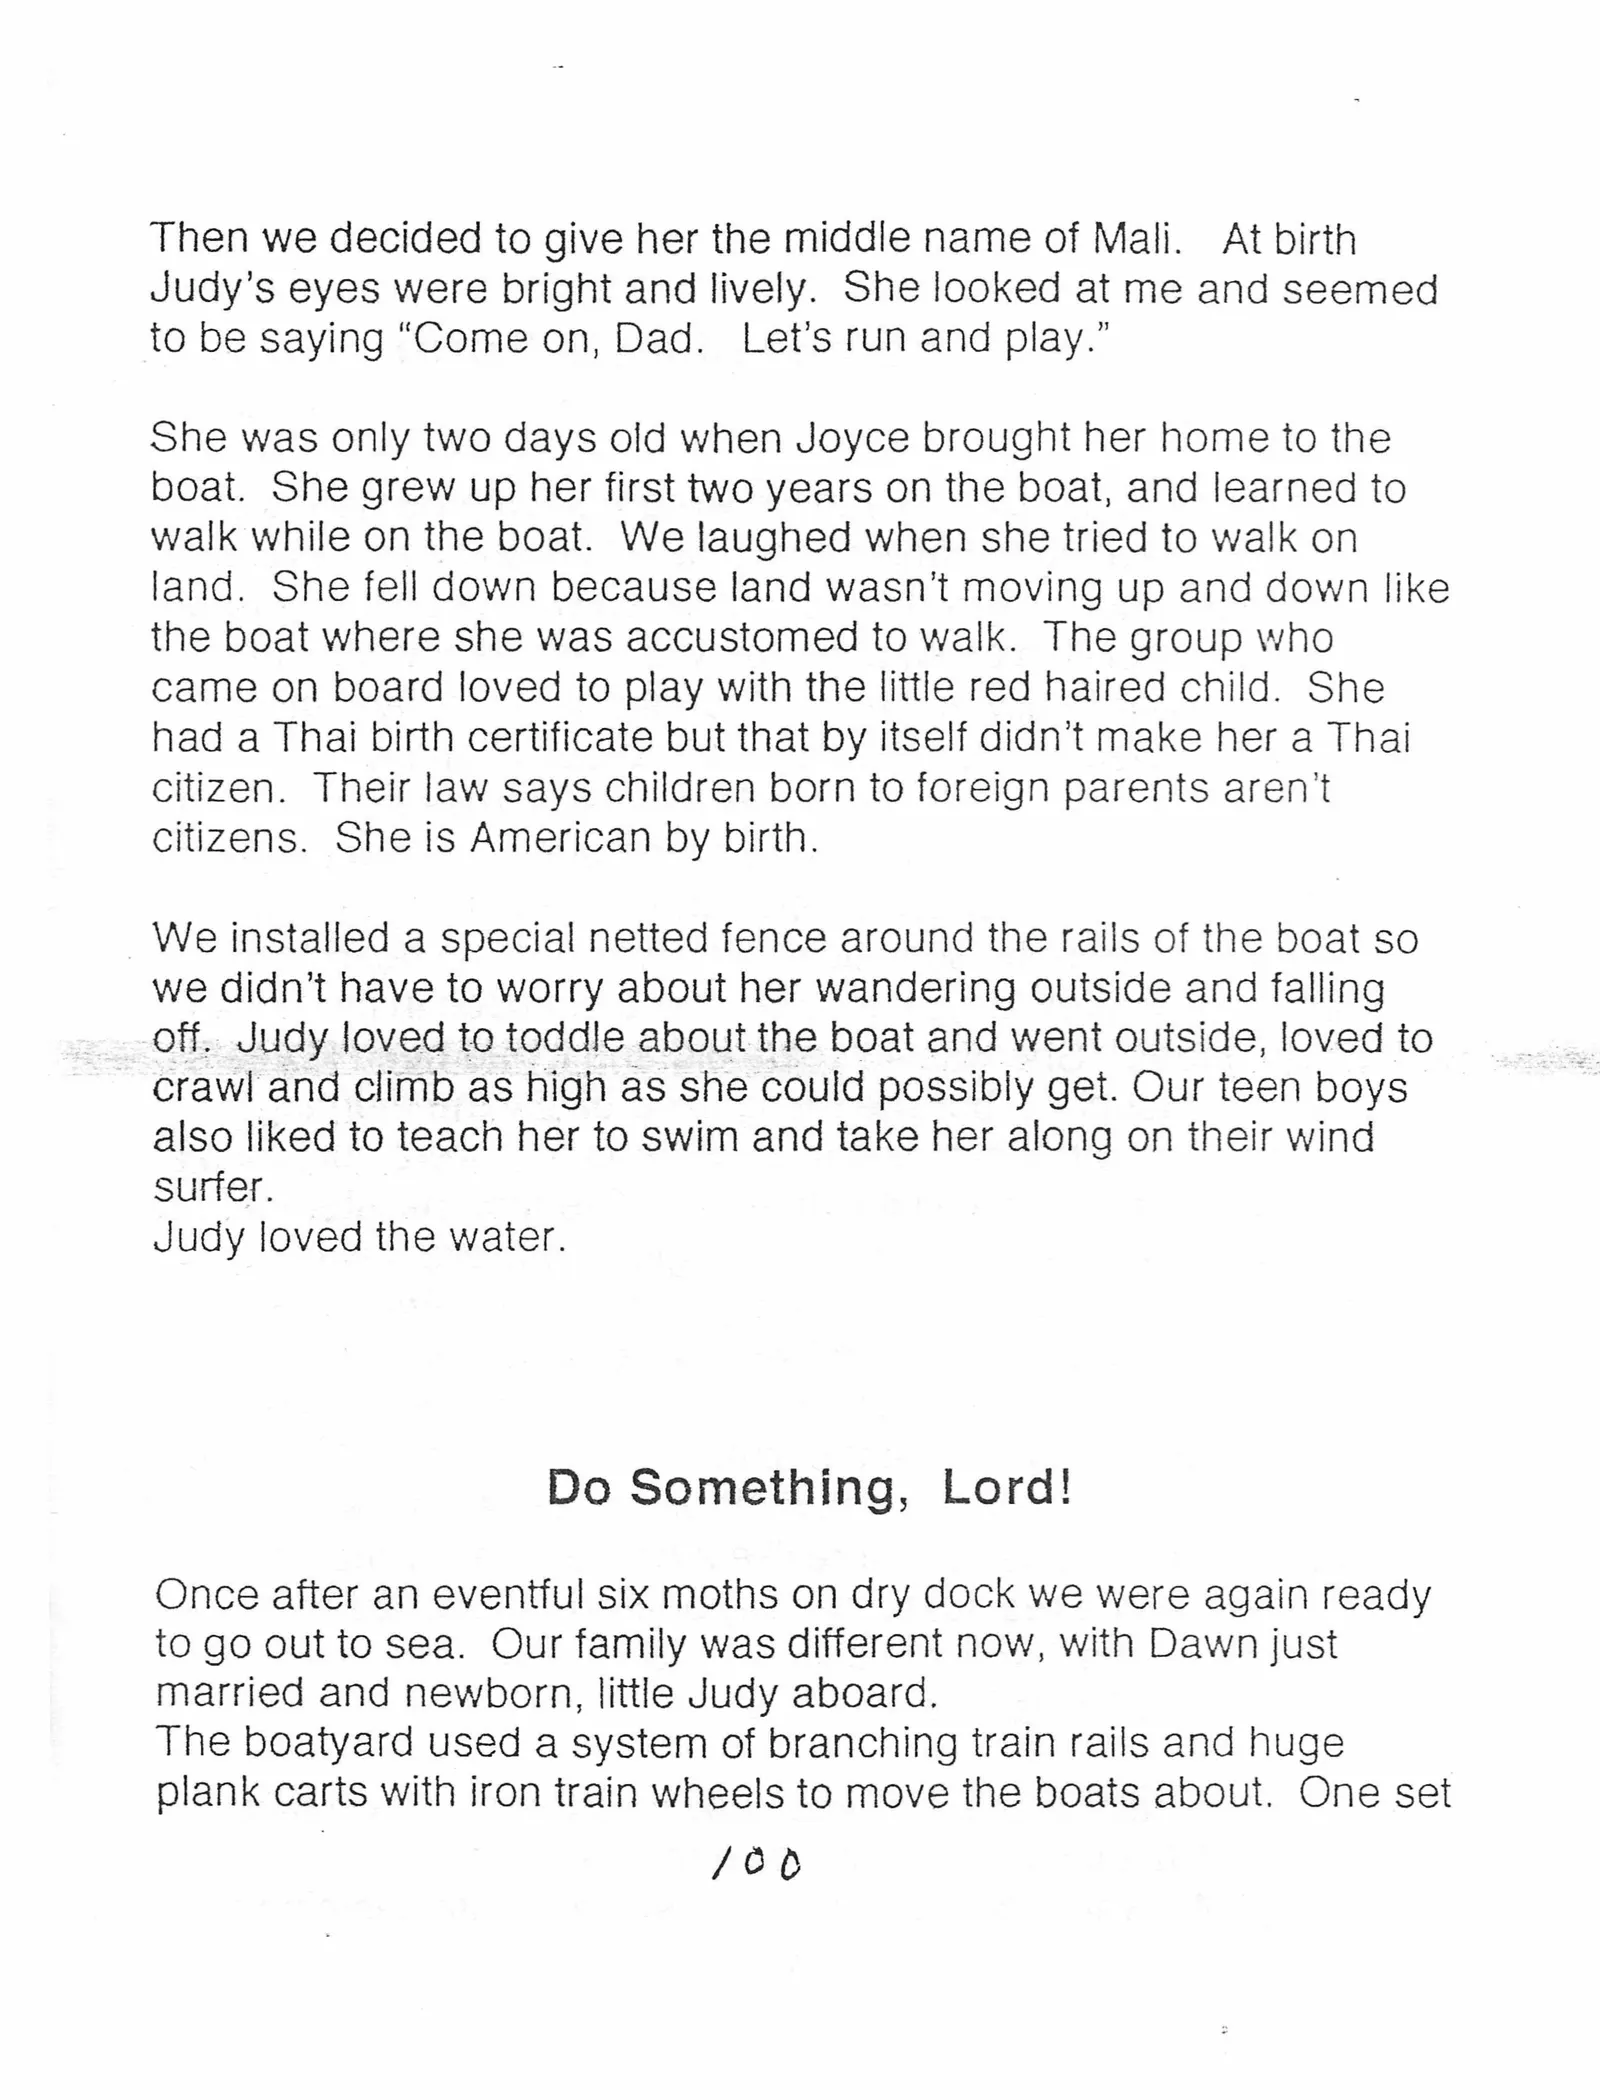 Then we decided to give her the middle name of Mali.   At birth
Judy's eyes were bright and lively.  She looked at me and seemed
to be saying "Come on, Dad.   Let's run and play."

She was only two days old when Joyce brought her home to the
boat.  She grew up her first two years on the boat, and learned to
walk while on the boat.  We laughed when she tried to walk on
land.  She fell down because land wasn't moving up and down like
the boat where she was accustomed to walk.  The group who
came on board loved to play with the little red haired child.  She
had a Thai birth certificate but that by itself didn't make her a Thai
citizen.  Their law says children born to foreign parents aren't
citizens.  She is American by birth.

We installed a special netted fence around the rails of the boat so
we didn't have to worry about her wandering outside and falling
off.  Judy loved to toddle about the boat and went outside, loved to
crawl and climb as high as she could possibly get. Our teen boys
also liked to teach her to swim and take her along on their wind
surfer.
Judy loved the water.

Do Something,  Lord!

Once after an eventful six moths on dry dock we were again ready
to go out to sea.  Our family was different now, with Dawn just
married and newborn, little Judy aboard.
The boatyard used a system of branching train rails and huge
plank carts with iron train wheels to move the boats about.  One set
100